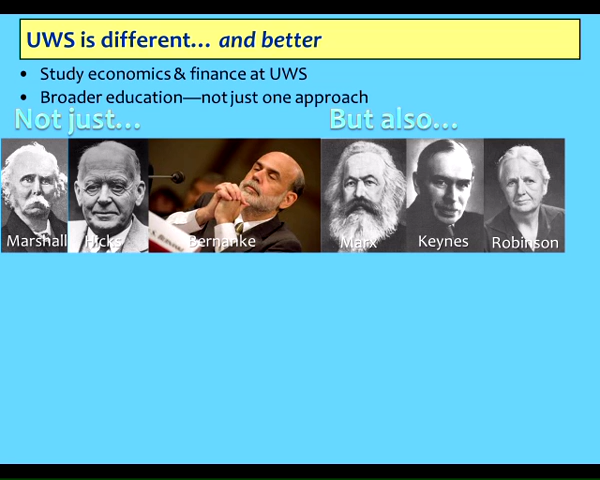 UWS is different... and better
• Study economics & finance at UWS
• Broader education—not just one approach
Not just... But also...
Marshall Hicks Bernanke Marx Keynes Robinson